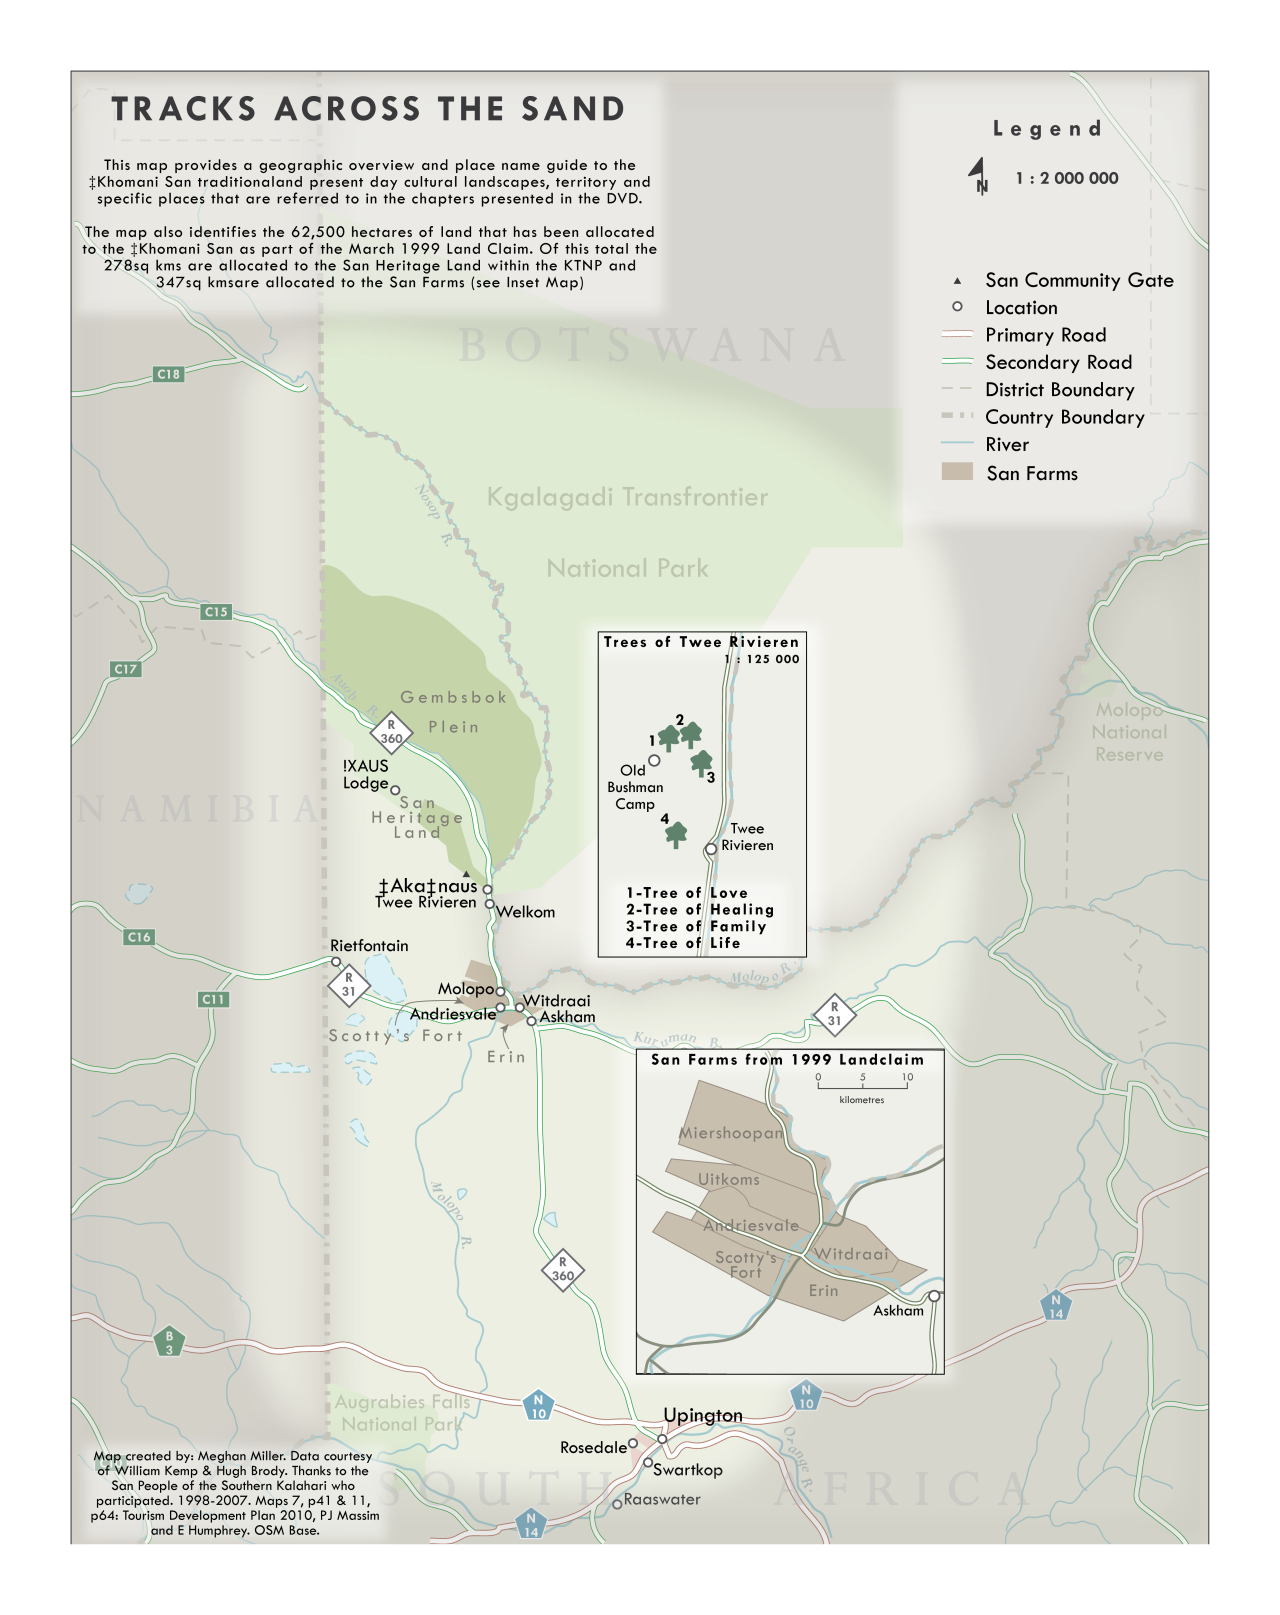 TRACKS ACROSS THE SAND
This map provides a geographic overview and place name guide to the
‡Khomani San traditionaland present day cultural landscapes, territory and
specific places that are referred to in the chapters presented in the DVD.
The map also identifies the 62,500 hectares of land that has been allocated
to the ‡Khomani San as part of the March 1999 Land Claim. Of this total the
278sq kms are allocated to the San Heritage Land within the KTNP and
347sq kmsare allocated to the San Farms (see Inset Map)
Legend
N
1 : 2 000 000
San Community Gate
Location
Primary Road
Secondary Road
District Boundary
Country Boundary
River
San Farms
BOTSWANA
C18
Kgalagadi Transfrontier
National Park
Nosop R.
C15
C17
Auob R.
R
360
Gembsbok
Plein
!XAUS
Lodge
San
Heritage
Land
NAMIBIA
Molopo
National
Reserve
Trees of Twee Rivieren
1 : 125 000
2
1
3
Old
Bushman
Camp
4
Twee
Rivieren
1-Tree of Love
2-Tree of Healing
3-Tree of Family
4-Tree of Life
‡Aka‡naus
Twee Rivieren
Welkom
C16
Rietfontain
R
31
C11
Molopo
Witdraai
Andriesvale
Askham
Scotty's Fort
Erin
Molopo R.
Kuruman R.
R
31
San Farms from 1999 Landclaim
0 5 10
kilometres
Miershoopan
Uitkoms
Andriesvale
Scotty's
Fort
Witdraai
Erin
Askham
Molopo R.
R
360
B
3
N
14
N
10
N
10
Augrabies Falls
National Park
Upington
Rosedale
Swartkop
Raaswater
Orange R.
SOUTH AFRICA
N
14
Map created by: Meghan Miller. Data courtesy
of William Kemp & Hugh Brody. Thanks to the
San People of the Southern Kalahari who
participated. 1998-2007. Maps 7, p41 & 11,
p64: Tourism Development Plan 2010, PJ Massim
and E Humphrey. OSM Base.